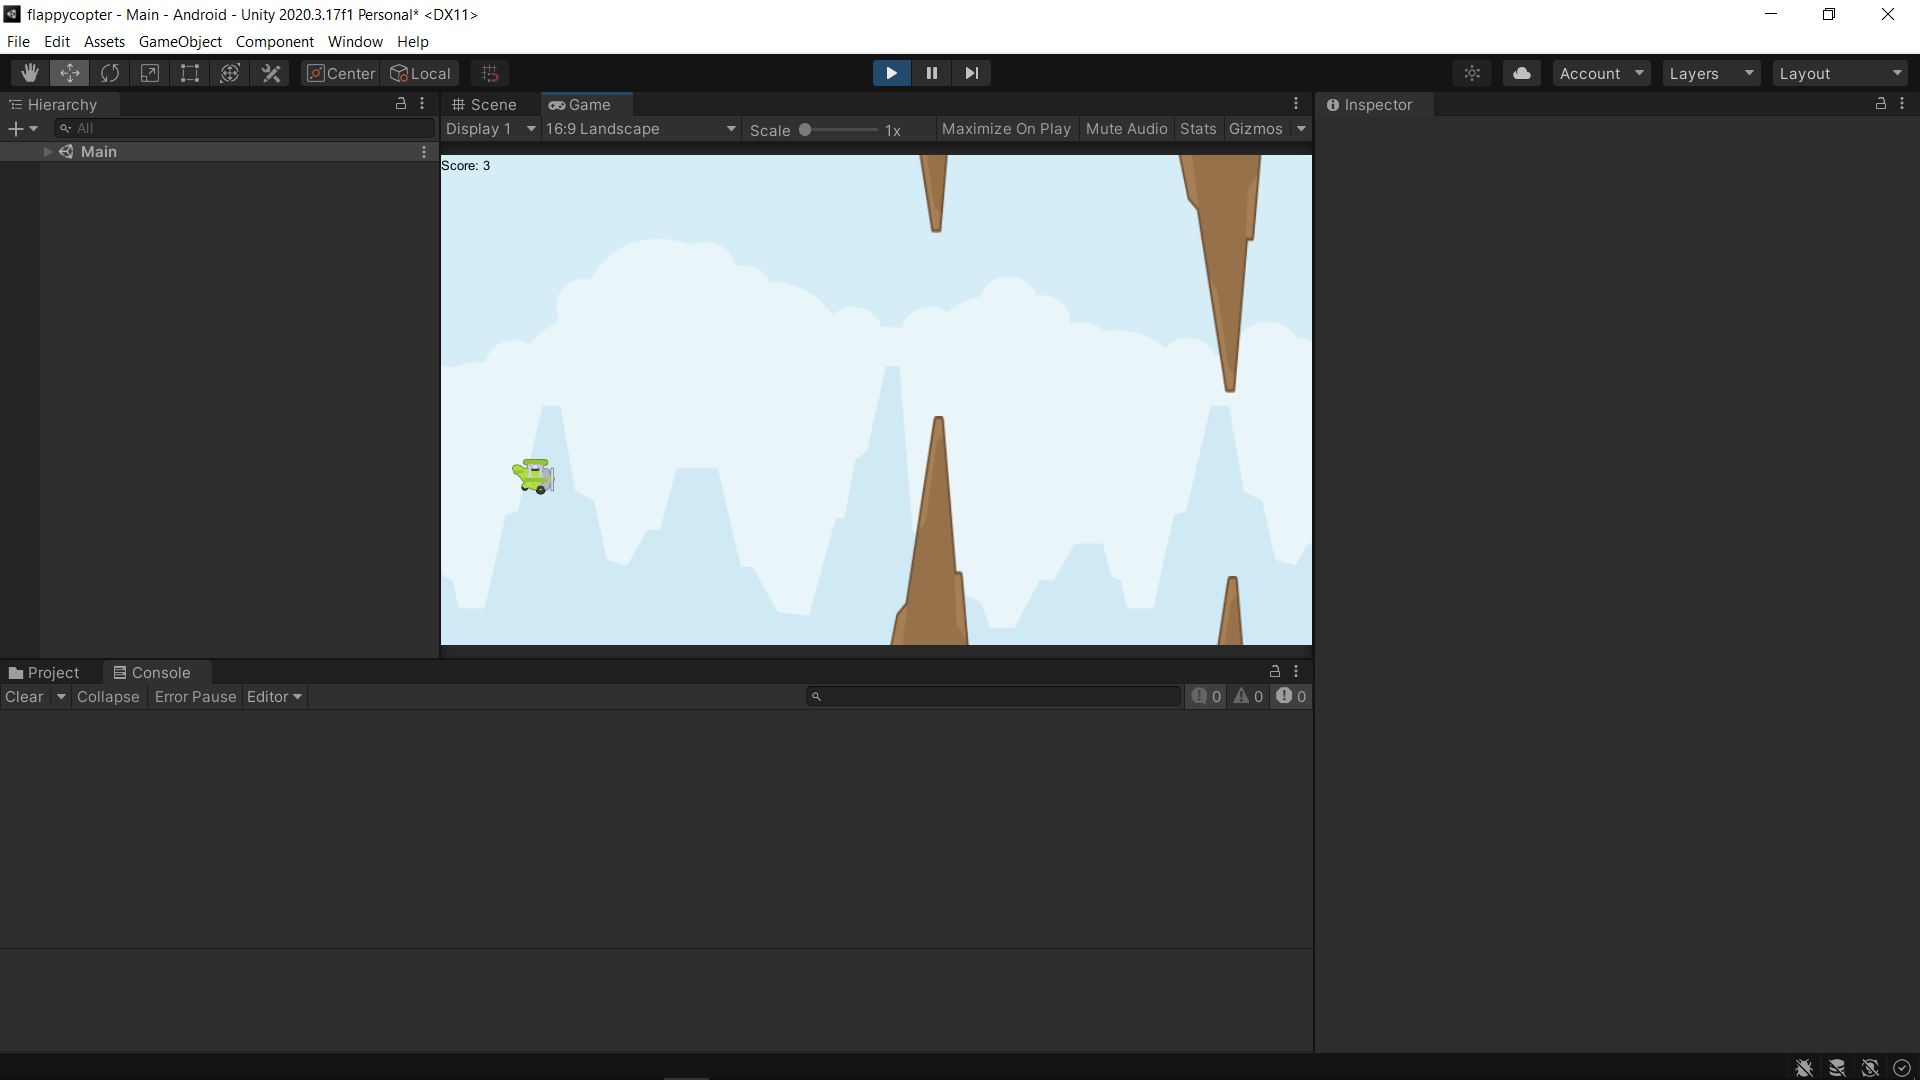 flappycopter - Main - Android - Unity 2020.3.17f1 Personal* <DX11>
File Edit Assets GameObject Component Window Help
Center Local Account Layers Layout
Hierarchy
All
Main
Scene Game
Display 1 16:9 Landscape Scale 1x Maximize On Play Mute Audio Stats Gizmos
Score: 3
Inspector
Project Console
Clear Collapse Error Pause Editor 0 0 0